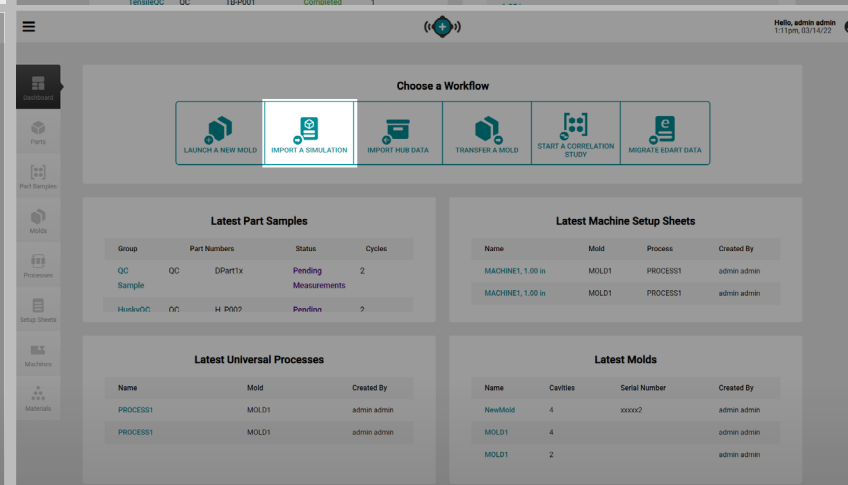 TensileQC QC TB-P001 Completed 1
Hello, admin admin
1:11pm, 03/14/22
Dashboard
Parts
Part Samples
Molds
Processes
Setup Sheets
Machines
Materials
Choose a Workflow
LAUNCH A NEW MOLD
IMPORT A SIMULATION
IMPORT HUB DATA
TRANSFER A MOLD
START A CORRELATION
STUDY
MIGRATE EDART DATA
Latest Part Samples
Group Part Numbers Status Cycles
QC QC DPart1x Pending 2
Sample Measurements
HuskyQC QC H_P002 Pending 2
Latest Machine Setup Sheets
Name Mold Process Created By
MACHINE1, 1.00 in MOLD1 PROCESS1 admin admin
MACHINE1, 1.00 in MOLD1 PROCESS1 admin admin
Latest Universal Processes
Name Mold Created By
PROCESS1 MOLD1 admin admin
PROCESS1 MOLD1 admin admin
Latest Molds
Name Cavities Serial Number Created By
NewMold 4 xxxxx2 admin admin
MOLD1 4 admin admin
MOLD1 2 admin admin